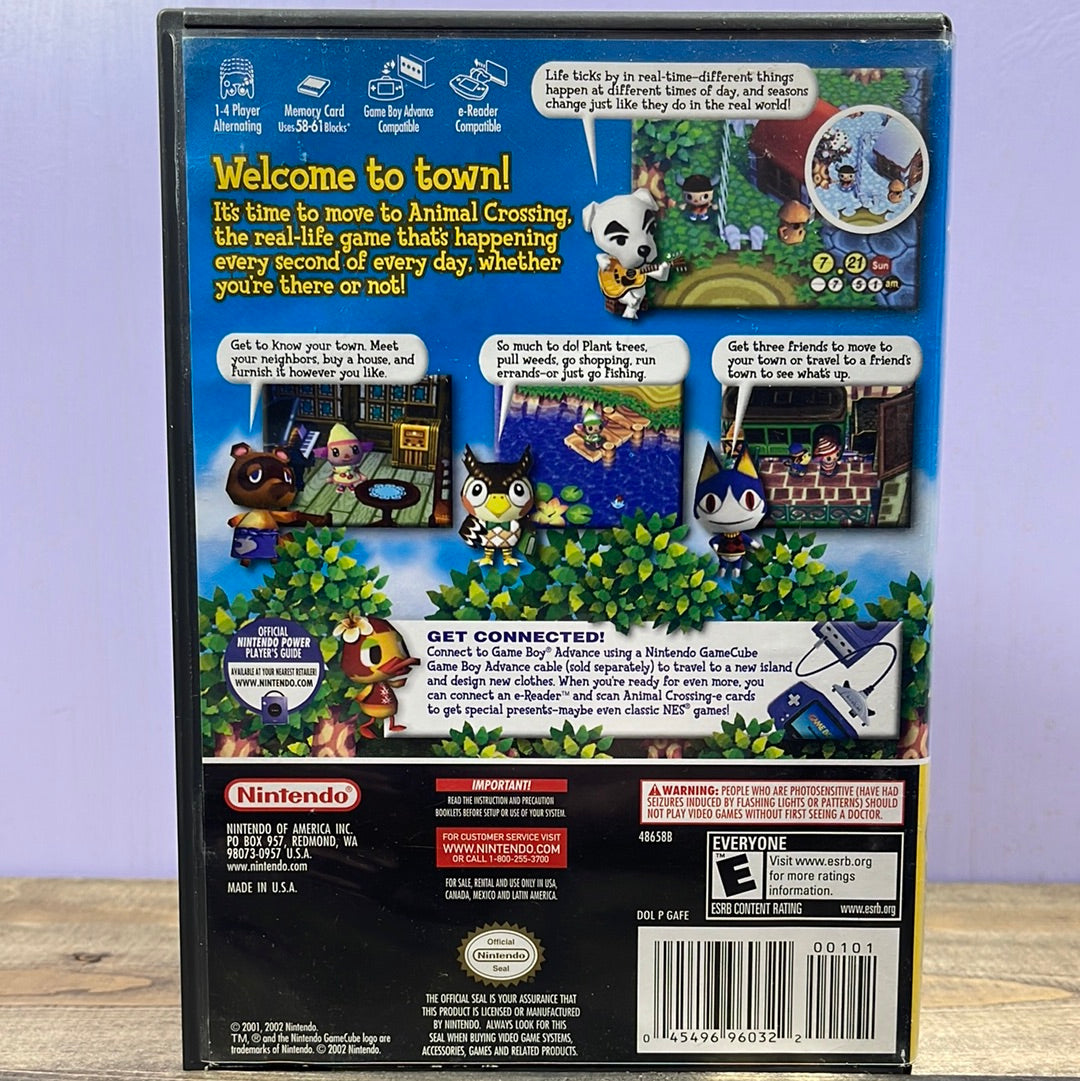 1-4 Player
Alternating
Memory Card
Uses 58-61 Blocks*
Game Boy Advance
Compatible
e-Reader
Compatible
Life ticks by in real-time-different things
happen at different times of day, and seasons
change just like they do in the real world!
7.21 Sun
7 51 am
Welcome to town!
It's time to move to Animal Crossing,
the real-life game that's happening
every second of every day, whether
you're there or not!
Get to know your town. Meet
your neighbors, buy a house, and
furnish it however you like.
So much to do! Plant trees,
pull weeds, go shopping, run
errands-or just go fishing.
Get three friends to move to
your town or travel to a friend's
town to see what's up.
OFFICIAL
NINTENDO POWER
PLAYER'S GUIDE
AVAILABLE AT YOUR NEAREST RETAILER!
WWW.NINTENDO.COM
GET CONNECTED!
Connect to Game Boy® Advance using a Nintendo GameCube
Game Boy Advance cable (sold separately) to travel to a new island
and design new clothes. When you're ready for even more, you
can connect an e-Reader™ and scan Animal Crossing-e cards
to get special presents-maybe even classic NES® games!
Nintendo®
NINTENDO OF AMERICA INC.
PO BOX 957, REDMOND, WA
98073-0957 U.S.A.
www.nintendo.com
MADE IN U.S.A.
IMPORTANT!
READ THE INSTRUCTION AND PRECAUTION
BOOKLETS BEFORE SETUP OR USE OF YOUR SYSTEM.
FOR CUSTOMER SERVICE VISIT
WWW.NINTENDO.COM
OR CALL 1-800-255-3700
FOR SALE, RENTAL AND USE ONLY IN USA,
CANADA, MEXICO AND LATIN AMERICA.
Official
Nintendo
Seal
THE OFFICIAL SEAL IS YOUR ASSURANCE THAT
THIS PRODUCT IS LICENSED OR MANUFACTURED
BY NINTENDO. ALWAYS LOOK FOR THIS
SEAL WHEN BUYING VIDEO GAME SYSTEMS,
ACCESSORIES, GAMES AND RELATED PRODUCTS.
WARNING: PEOPLE WHO ARE PHOTOSENSITIVE (HAVE HAD
SEIZURES INDUCED BY FLASHING LIGHTS OR PATTERNS) SHOULD
NOT PLAY VIDEO GAMES WITHOUT FIRST SEEING A DOCTOR.
48658B
EVERYONE
E
™
Visit www.esrb.org
for more ratings
information.
ESRB CONTENT RATING www.esrb.org
DOL P GAFE
00101
0 45496 96032 2
© 2001, 2002 Nintendo.
TM, ® and the Nintendo GameCube logo are
trademarks of Nintendo. © 2002 Nintendo.